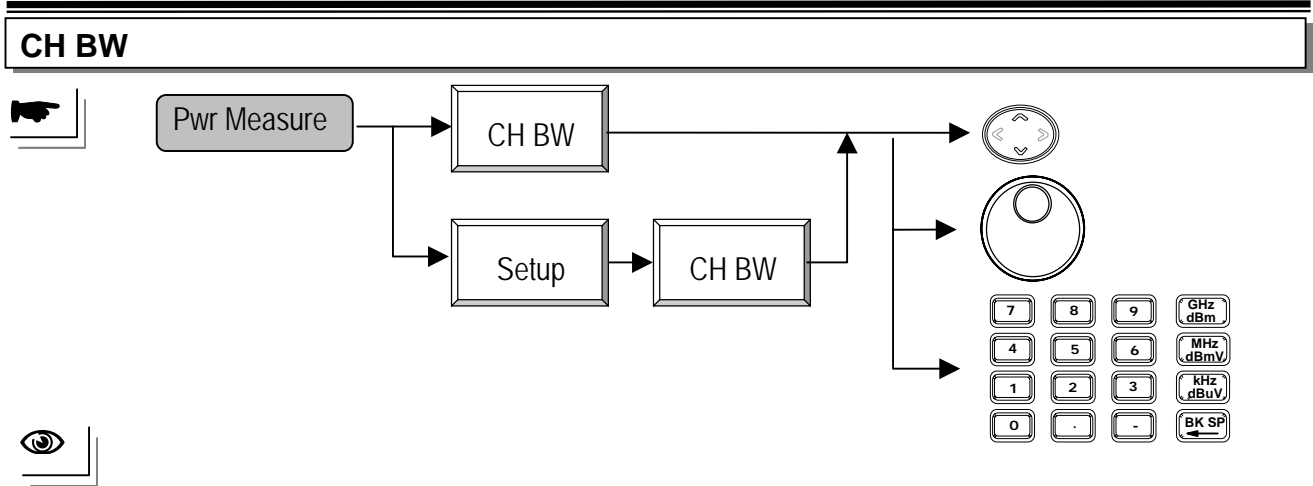 CH BW
Pwr Measure
CH BW
Setup
CH BW
7 8 9 GHz dBm
4 5 6 MHz dBmV
1 2 3 kHz dBuV
0 . - BK SP